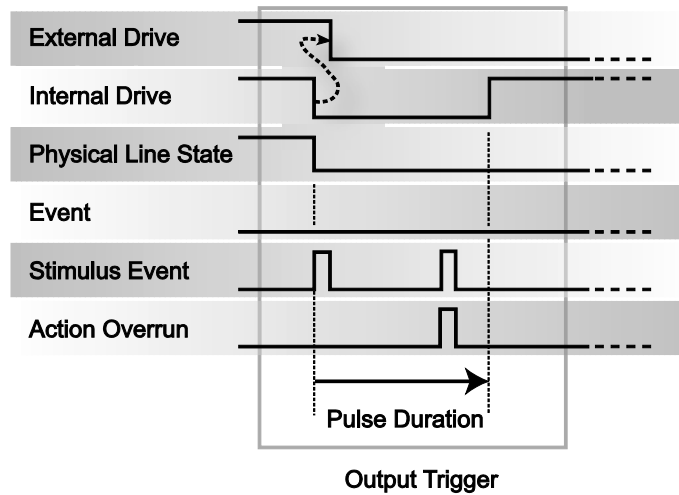 External Drive
Internal Drive
Physical Line State
Event
Stimulus Event
Action Overrun
Pulse Duration
Output Trigger